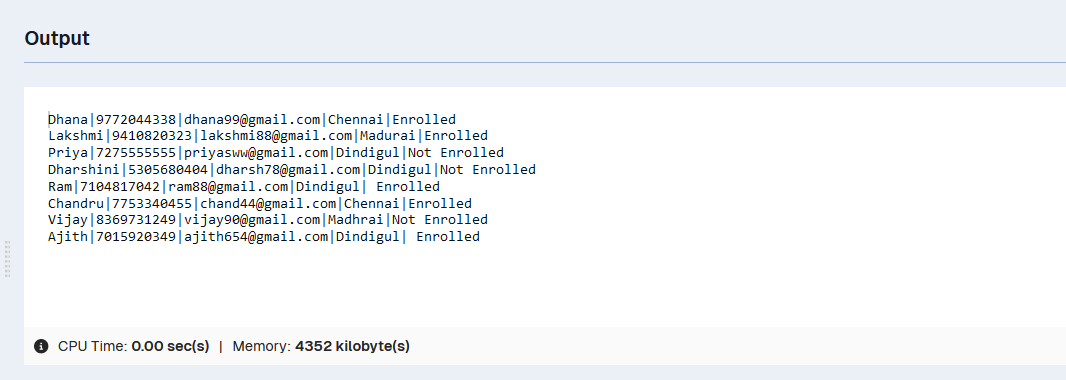 Output
Dhana|9772044338|dhana99@gmail.com|Chennai|Enrolled
Lakshmi|9410820323|lakshmi88@gmail.com|Madurai|Enrolled
Priya|7275555555|priyasww@gmail.com|Dindigul|Not Enrolled
Dharshini|5305680404|dharsh78@gmail.com|Dindigul|Not Enrolled
Ram|7104817042|ram88@gmail.com|Dindigul| Enrolled
Chandru|7753340455|chand44@gmail.com|Chennai|Enrolled
Vijay|8369731249|vijay90@gmail.com|Madhrai|Not Enrolled
Ajith|7015920349|ajith654@gmail.com|Dindigul| Enrolled
CPU Time: 0.00 sec(s) | Memory: 4352 kilobyte(s)